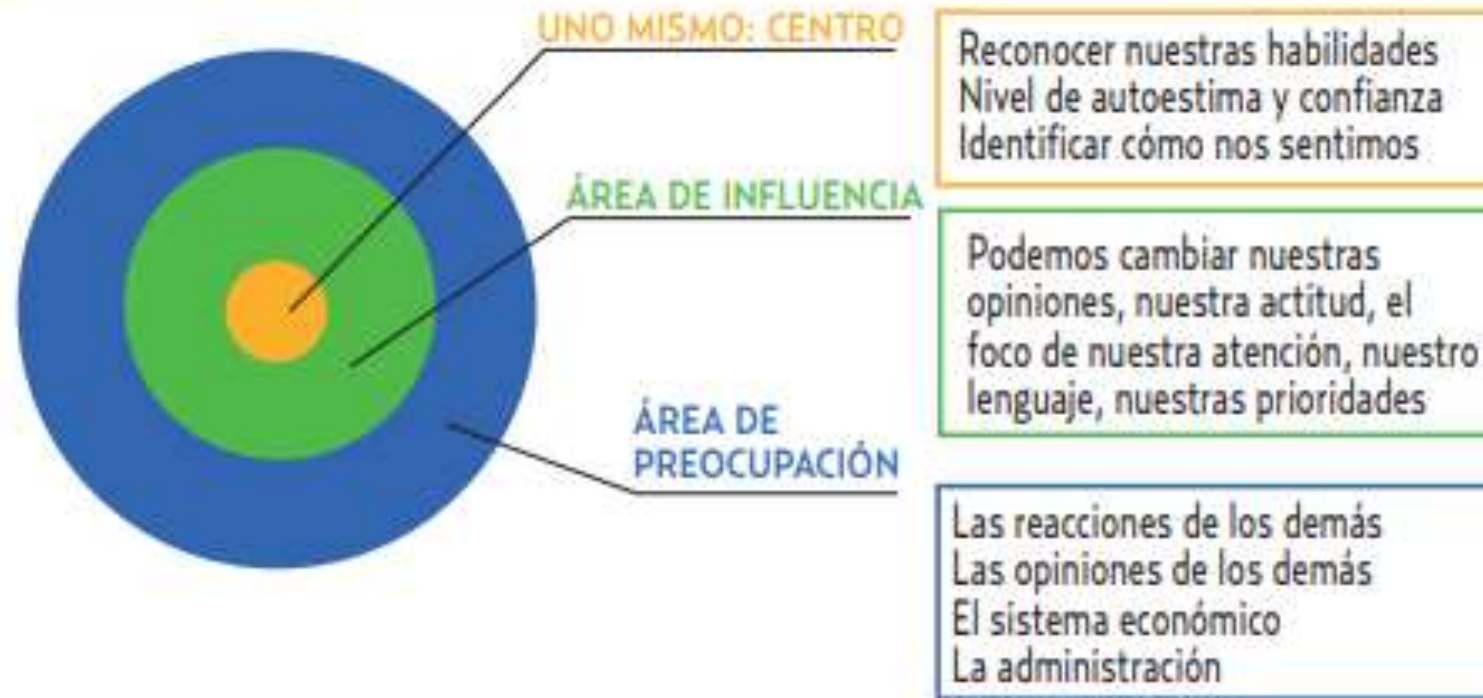 UNO MISMO: CENTRO
Reconocer nuestras habilidades
Nivel de autoestima y confianza
Identificar cómo nos sentimos
ÁREA DE INFLUENCIA
Podemos cambiar nuestras
opiniones, nuestra actitud, el
foco de nuestra atención, nuestro
lenguaje, nuestras prioridades
ÁREA DE
PREOCUPACIÓN
Las reacciones de los demás
Las opiniones de los demás
El sistema económico
La administración